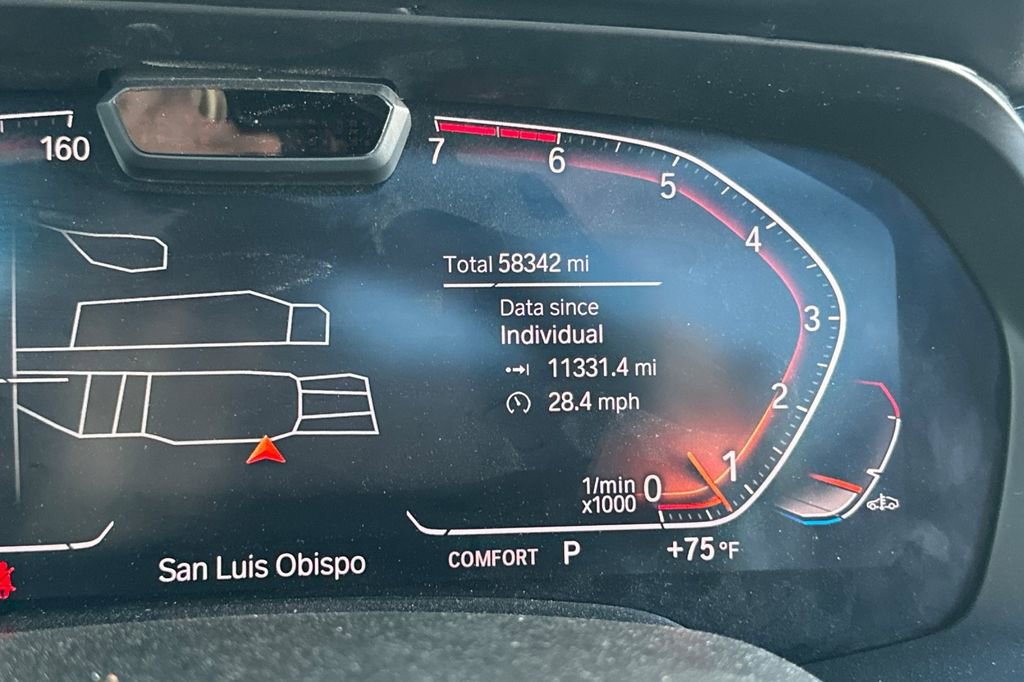 160
7
6
5
4
3
2
1
0
Total 58342 mi
Data since
Individual
11331.4 mi
28.4 mph
1/min
x1000
San Luis Obispo
COMFORT P +75 °F